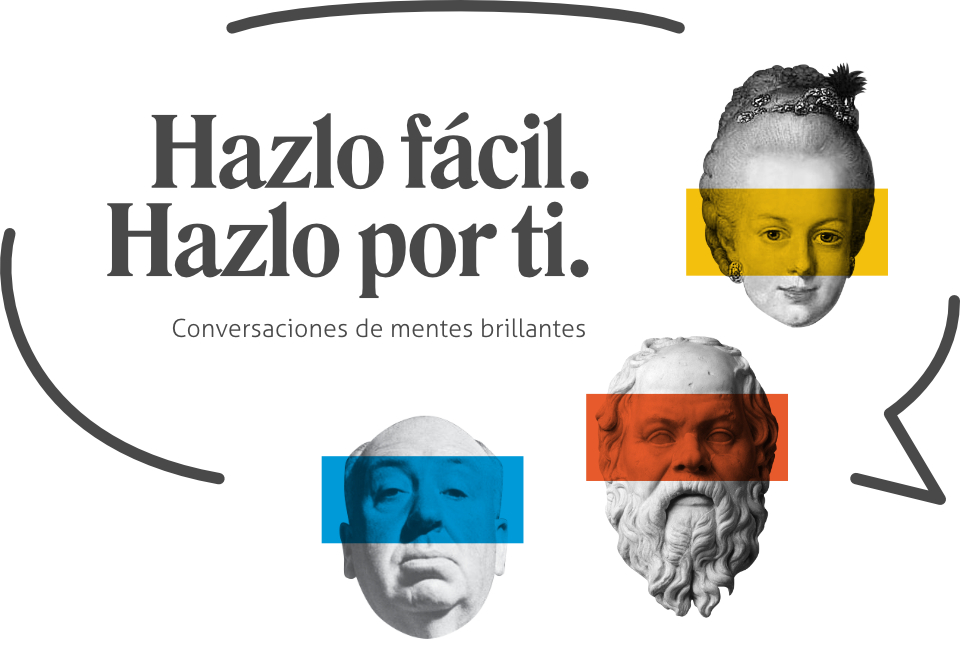 Hazlo fácil.
Hazlo por ti.
Conversaciones de mentes brillantes